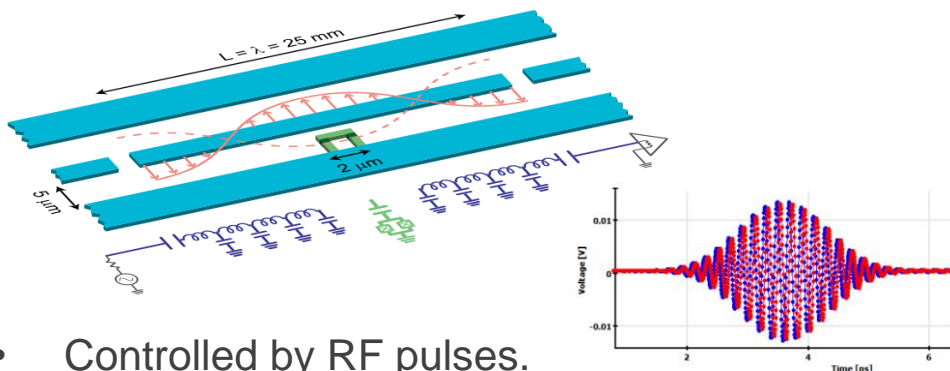 L = λ = 25 mm
5 µm
2 µm
Voltage [V]
0.01
0
-0.01
2
4
6
Time [ns]
• Controlled by RF pulses.